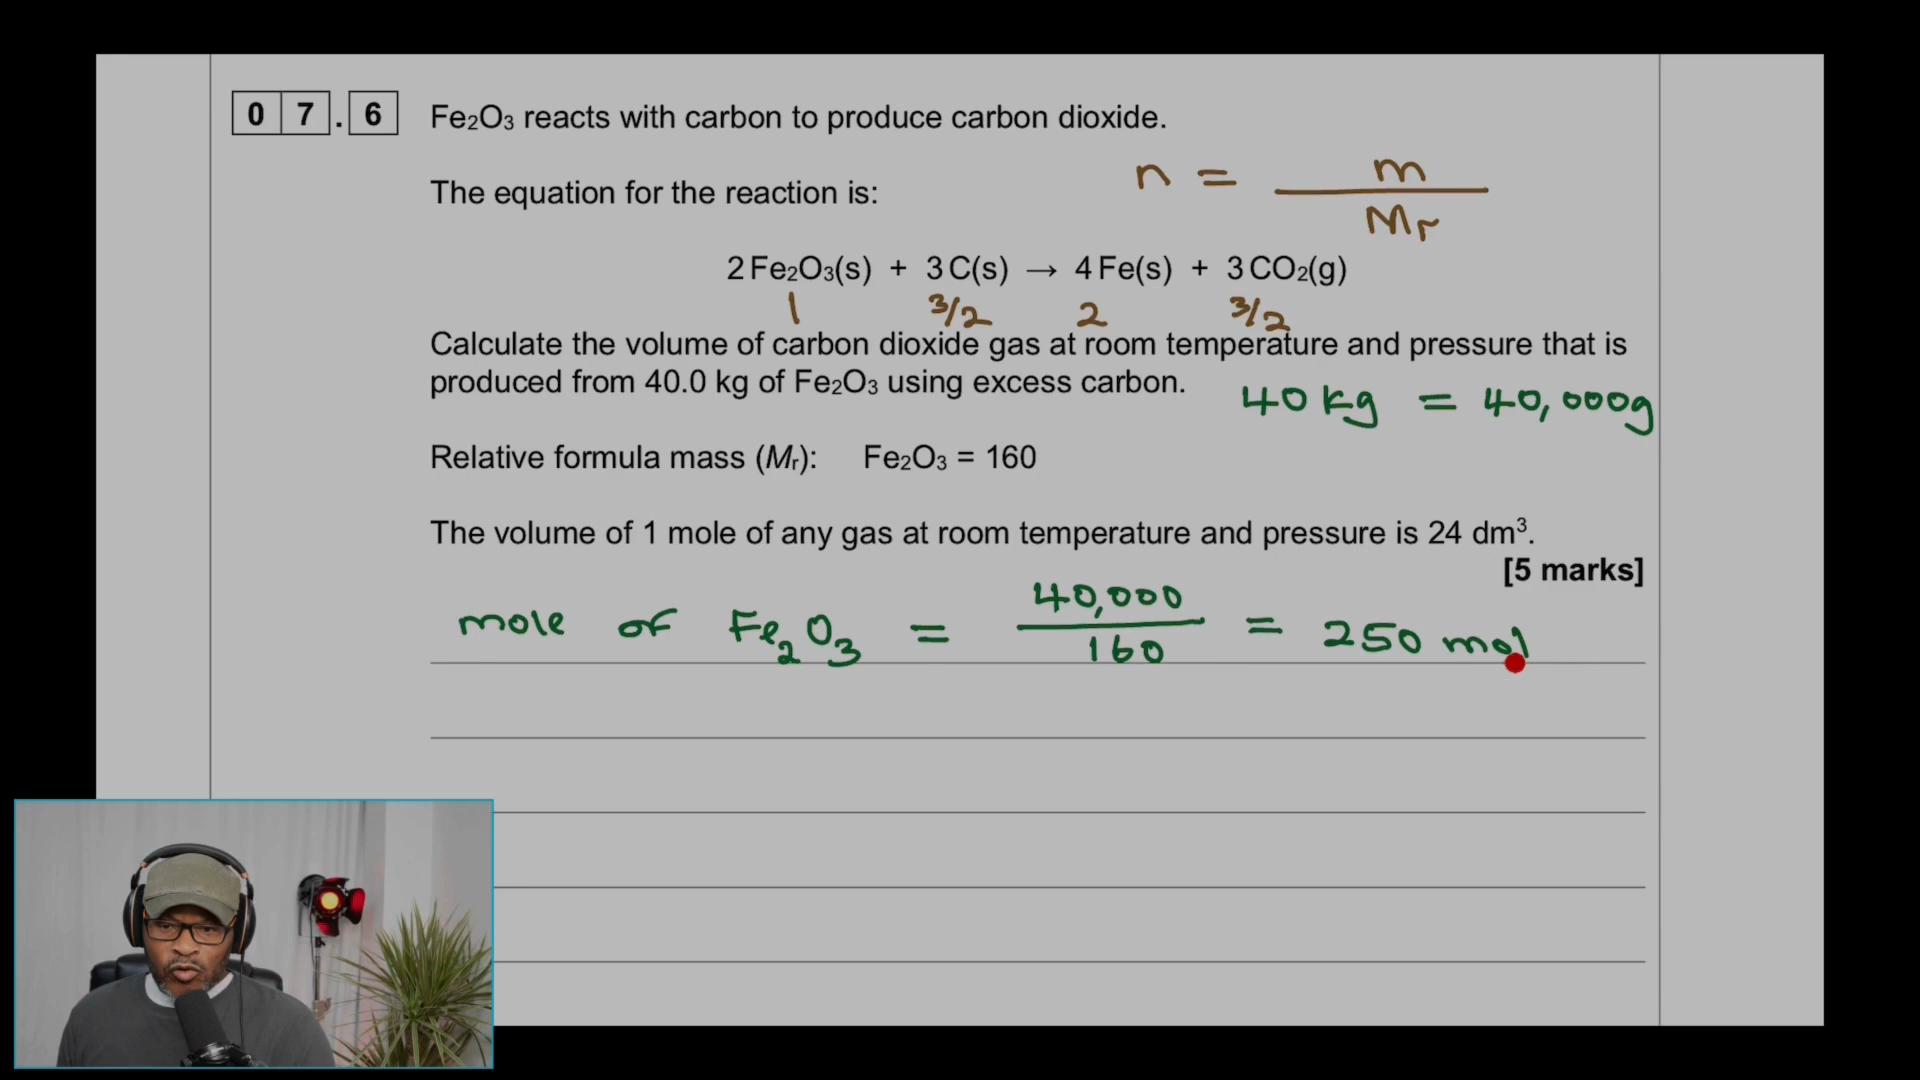 07.6 Fe₂O₃ reacts with carbon to produce carbon dioxide.
n = m / Mr
The equation for the reaction is:
2 Fe₂O₃(s) + 3 C(s) → 4 Fe(s) + 3 CO₂(g)
1 3/2 2 3/2
Calculate the volume of carbon dioxide gas at room temperature and pressure that is
produced from 40.0 kg of Fe₂O₃ using excess carbon.
40 kg = 40,000g
Relative formula mass (Mr): Fe₂O₃ = 160
The volume of 1 mole of any gas at room temperature and pressure is 24 dm³.
[5 marks]
mole of Fe₂O₃ = 40,000 / 160 = 250 mol